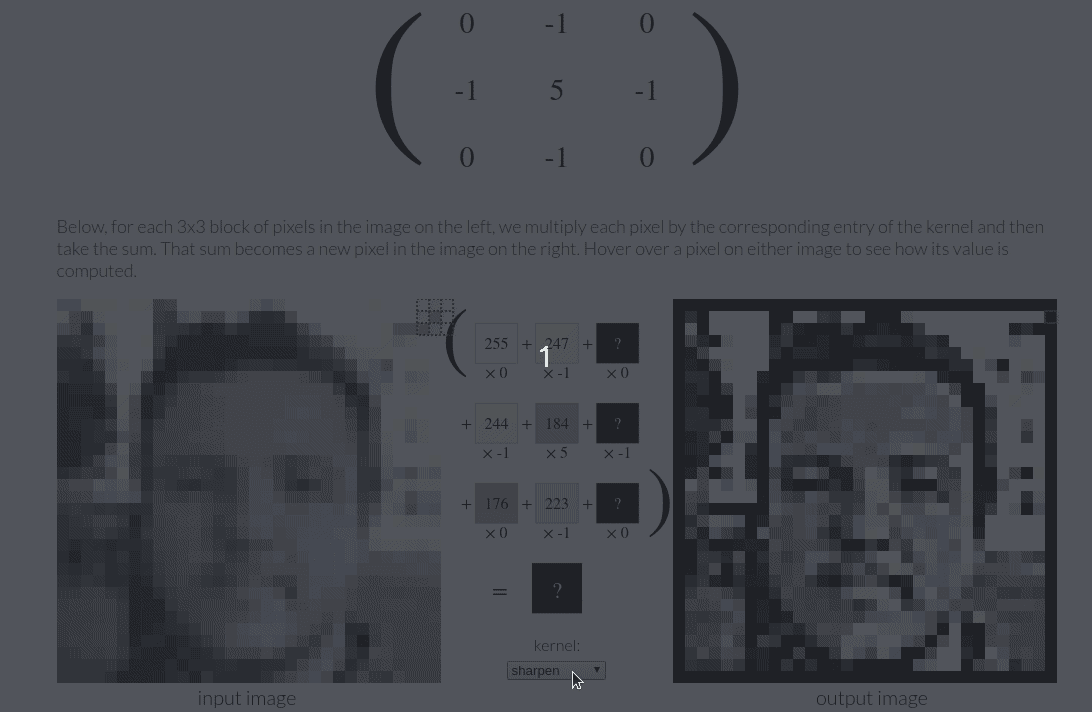 0 -1 0
-1 5 -1
0 -1 0
Below, for each 3x3 block of pixels in the image on the left, we multiply each pixel by the corresponding entry of the kernel and then
take the sum. That sum becomes a new pixel in the image on the right. Hover over a pixel on either image to see how its value is
computed.
( 255 + 247 + ?
1
× 0 × -1 × 0
+ 244 + 184 + ?
× -1 × 5 × -1
+ 176 + 223 + ? )
× 0 × -1 × 0
= ?
kernel:
sharpen
input image
output image